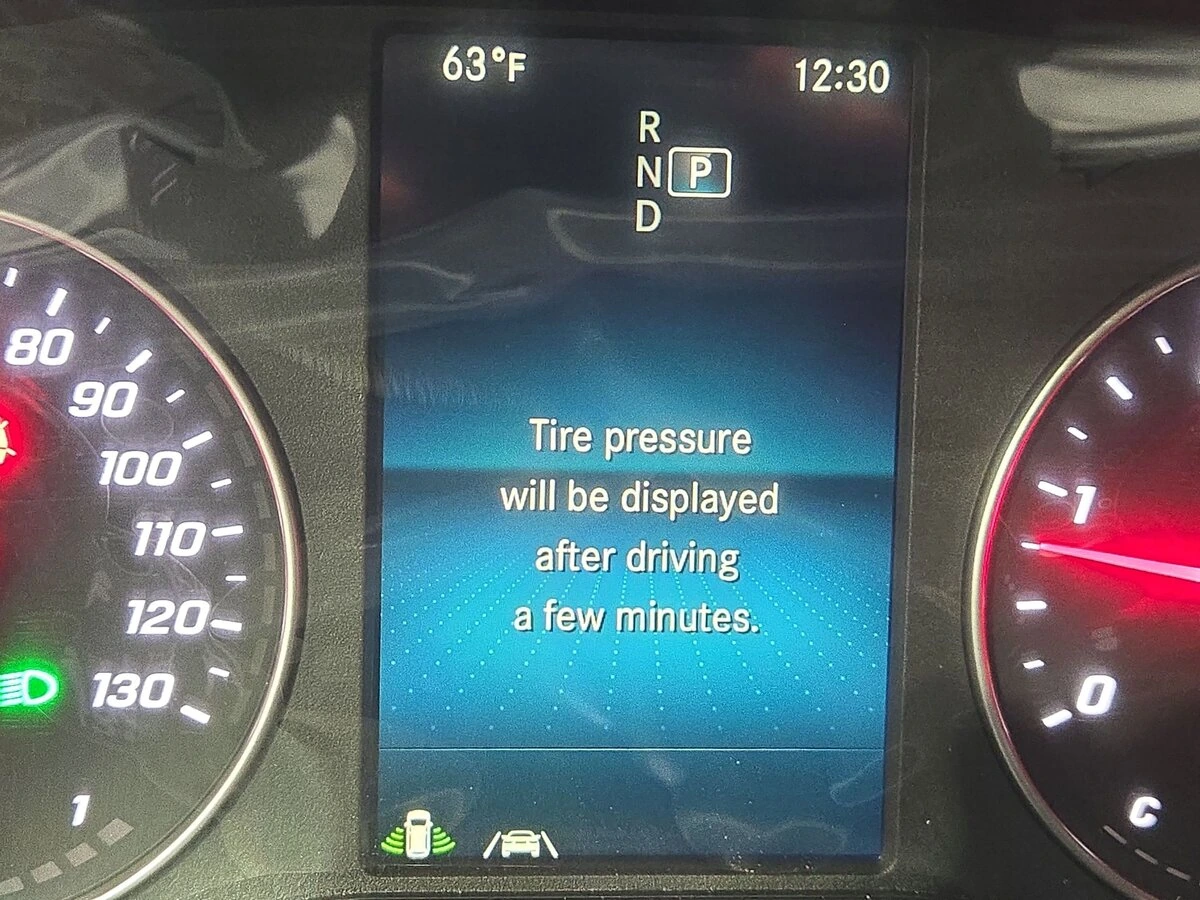 63°F 12:30
R
N P
D
80
90
100
110
120
130
1
Tire pressure
will be displayed
after driving
a few minutes.
1
0
C